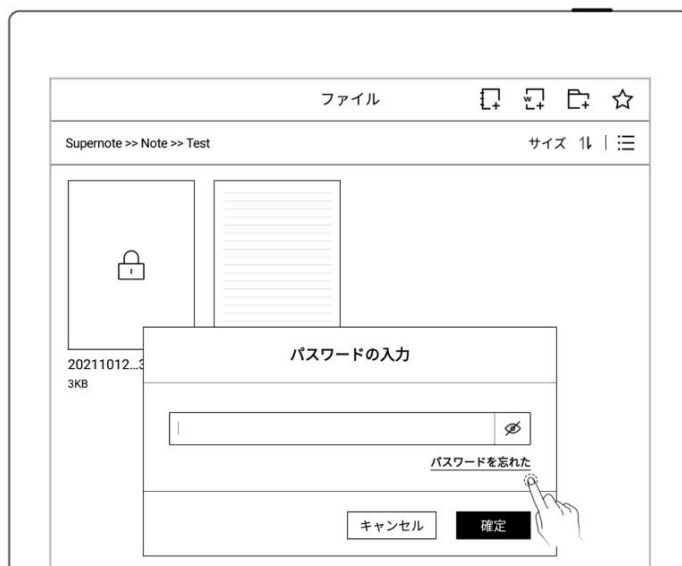 ファイル
Supernote >> Note >> Test
サイズ
20211012...3
3KB
パスワードの入力
パスワードを忘れた
キャンセル
確定